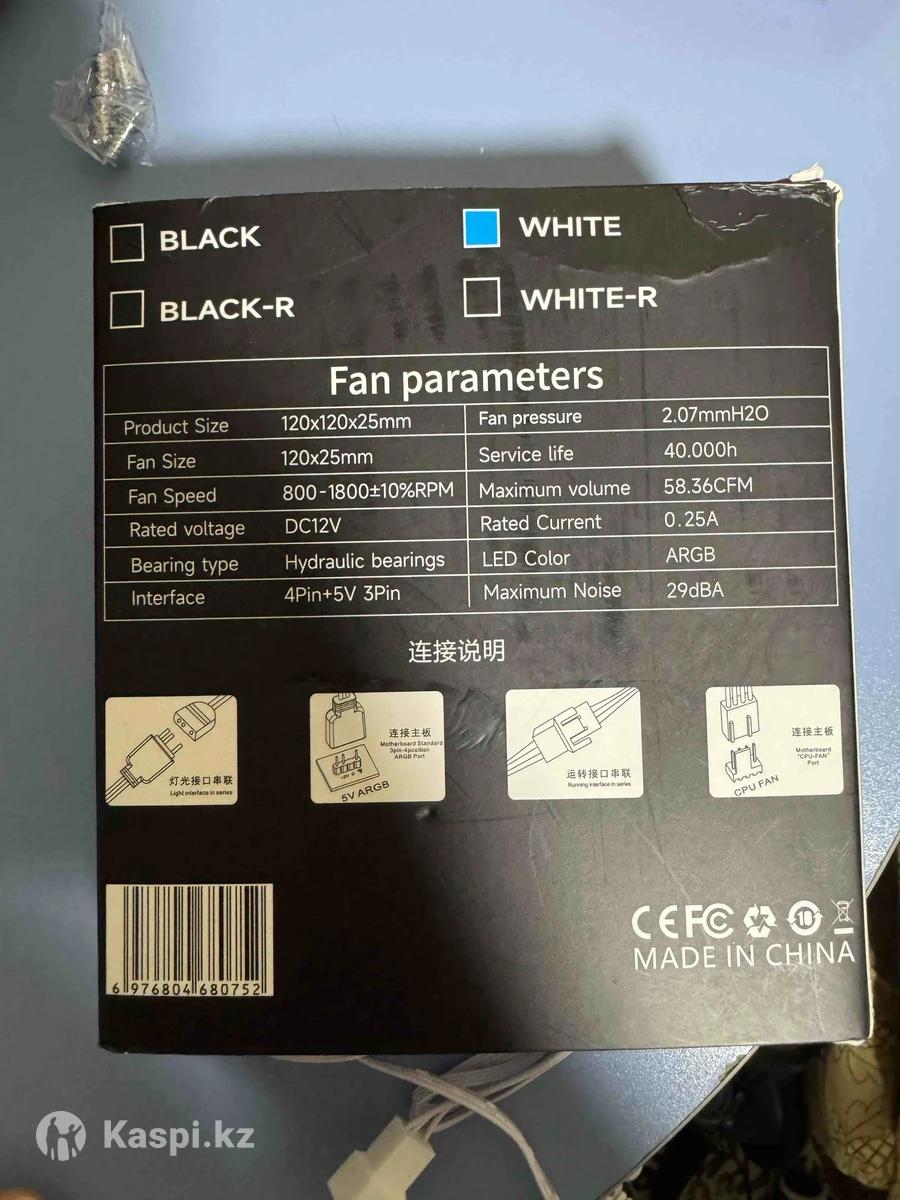 BLACK
WHITE
BLACK-R
WHITE-R
Fan parameters
Product Size 120x120x25mm Fan pressure 2.07mmH2O
Fan Size 120x25mm Service life 40.000h
Fan Speed 800-1800±10%RPM Maximum volume 58.36CFM
Rated voltage DC12V Rated Current 0.25A
Bearing type Hydraulic bearings LED Color ARGB
Interface 4Pin+5V 3Pin Maximum Noise 29dBA
连接说明
灯光接口串联
Light interface in series
连接主板
Motherboard Standard
3pin-4position
ARGB Port
+5V D G
5V ARGB
运转接口串联
Running interface in series
连接主板
Motherboard
"CPU-FAN"
Port
CPU FAN
6 976804 680752
CE FC 10
MADE IN CHINA
Kaspi.kz